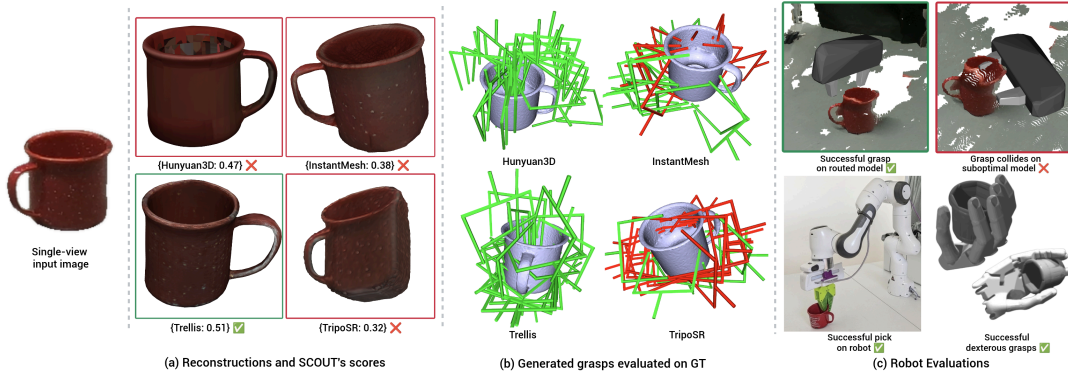 Single-view
input image
{Hunyuan3D: 0.47} ❌
{InstantMesh: 0.38} ❌
{Trellis: 0.51} ✅
{TripoSR: 0.32} ❌
(a) Reconstructions and SCOUT's scores
Hunyuan3D
InstantMesh
Trellis
TripoSR
(b) Generated grasps evaluated on GT
Successful grasp
on routed model ✅
Grasp collides on
suboptimal model ❌
Successful pick
on robot ✅
Successful
dexterous grasps ✅
(c) Robot Evaluations